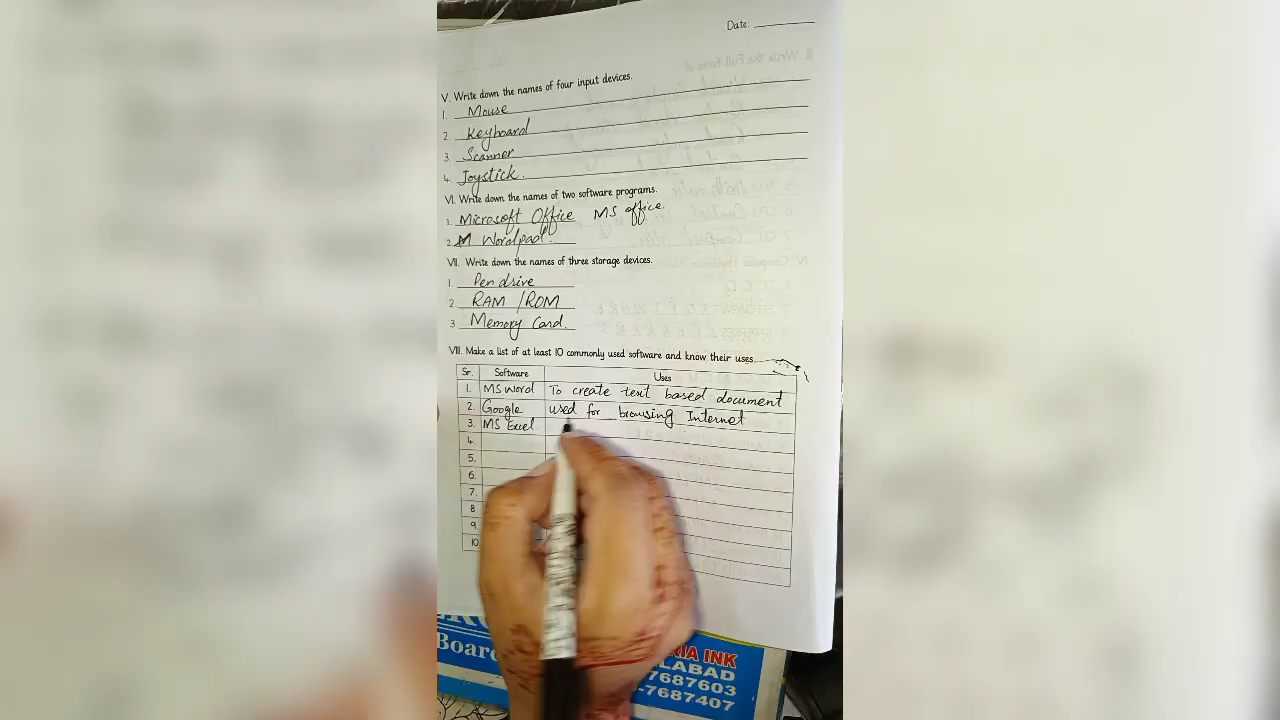 Date:
V. Write down the names of four input devices.
1. Mouse
2. Keyboard
3. Scanner
4. Joystick.
VI. Write down the names of two software programs.
1. Microsoft Office MS office.
2. Wordpad.
VII. Write down the names of three storage devices.
1. Pen drive
2. RAM / ROM
3. Memory Card.
VIII. Make a list of at least 10 commonly used software and know their uses.
Sr. Software Uses
1. MS Word To create text based document
2. Google used for browsing Internet
3. MS Excel
4.
5.
6.
7.
8
9
10
Board
RIA INK
LABAD
7687603
-7687407